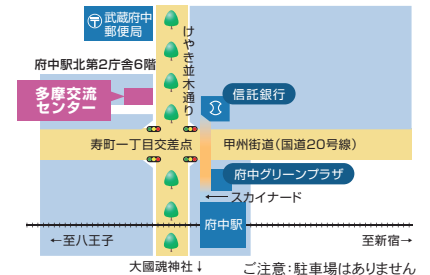 武蔵府中
郵便局
けやき並木通り
府中駅北第2庁舎6階
多摩交流
センター
信託銀行
寿町一丁目交差点
甲州街道(国道20号線)
府中グリーンプラザ
←スカイナード
府中駅
←至八王子
至新宿→
大國魂神社↓
ご注意:駐車場はありません